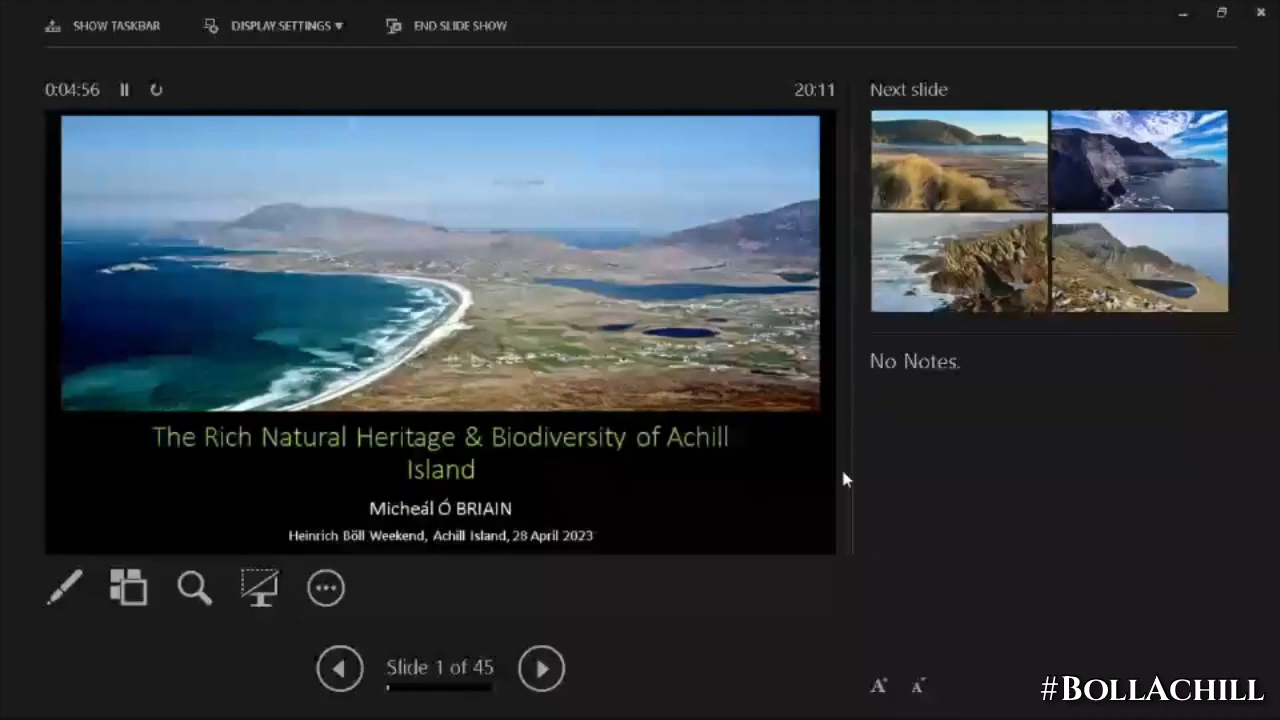 SHOW TASKBAR
DISPLAY SETTINGS ▼
END SLIDE SHOW
0:04:56
20:11
Next slide
The Rich Natural Heritage & Biodiversity of Achill
Island
Micheál Ó BRIAIN
Heinrich Böll Weekend, Achill Island, 28 April 2023
No Notes.
Slide 1 of 45
A A
#BOLLACHILL